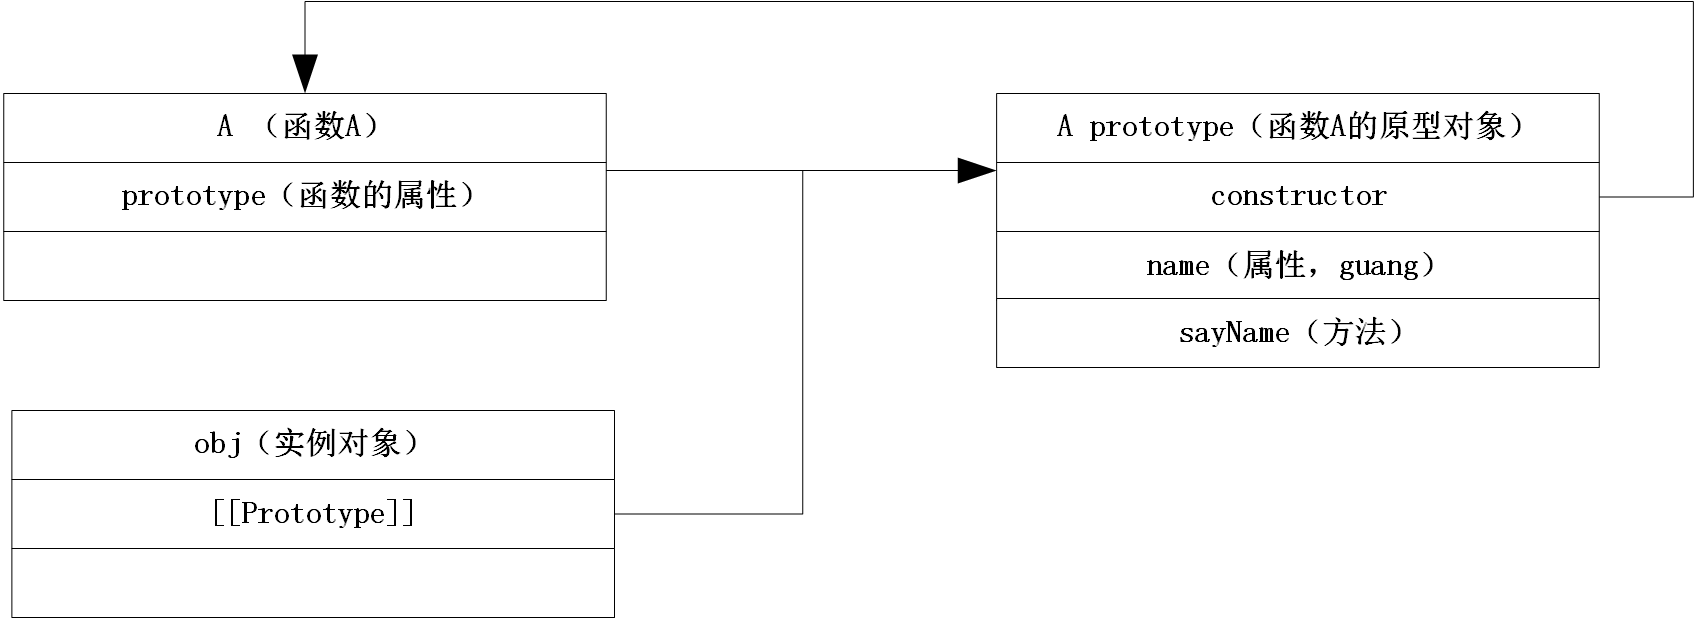 A （函数A）
prototype（函数的属性）
A prototype（函数A的原型对象）
constructor
name（属性，guang）
sayName（方法）
obj（实例对象）
[[Prototype]]